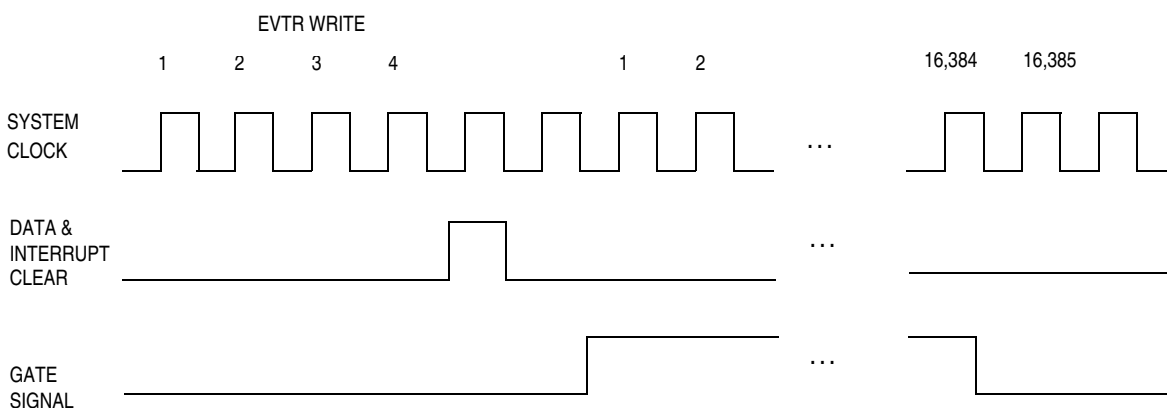 EVTR WRITE
1 2 3 4 1 2 16,384 16,385
SYSTEM
CLOCK
...
DATA &
INTERRUPT
CLEAR
...
GATE
SIGNAL
...